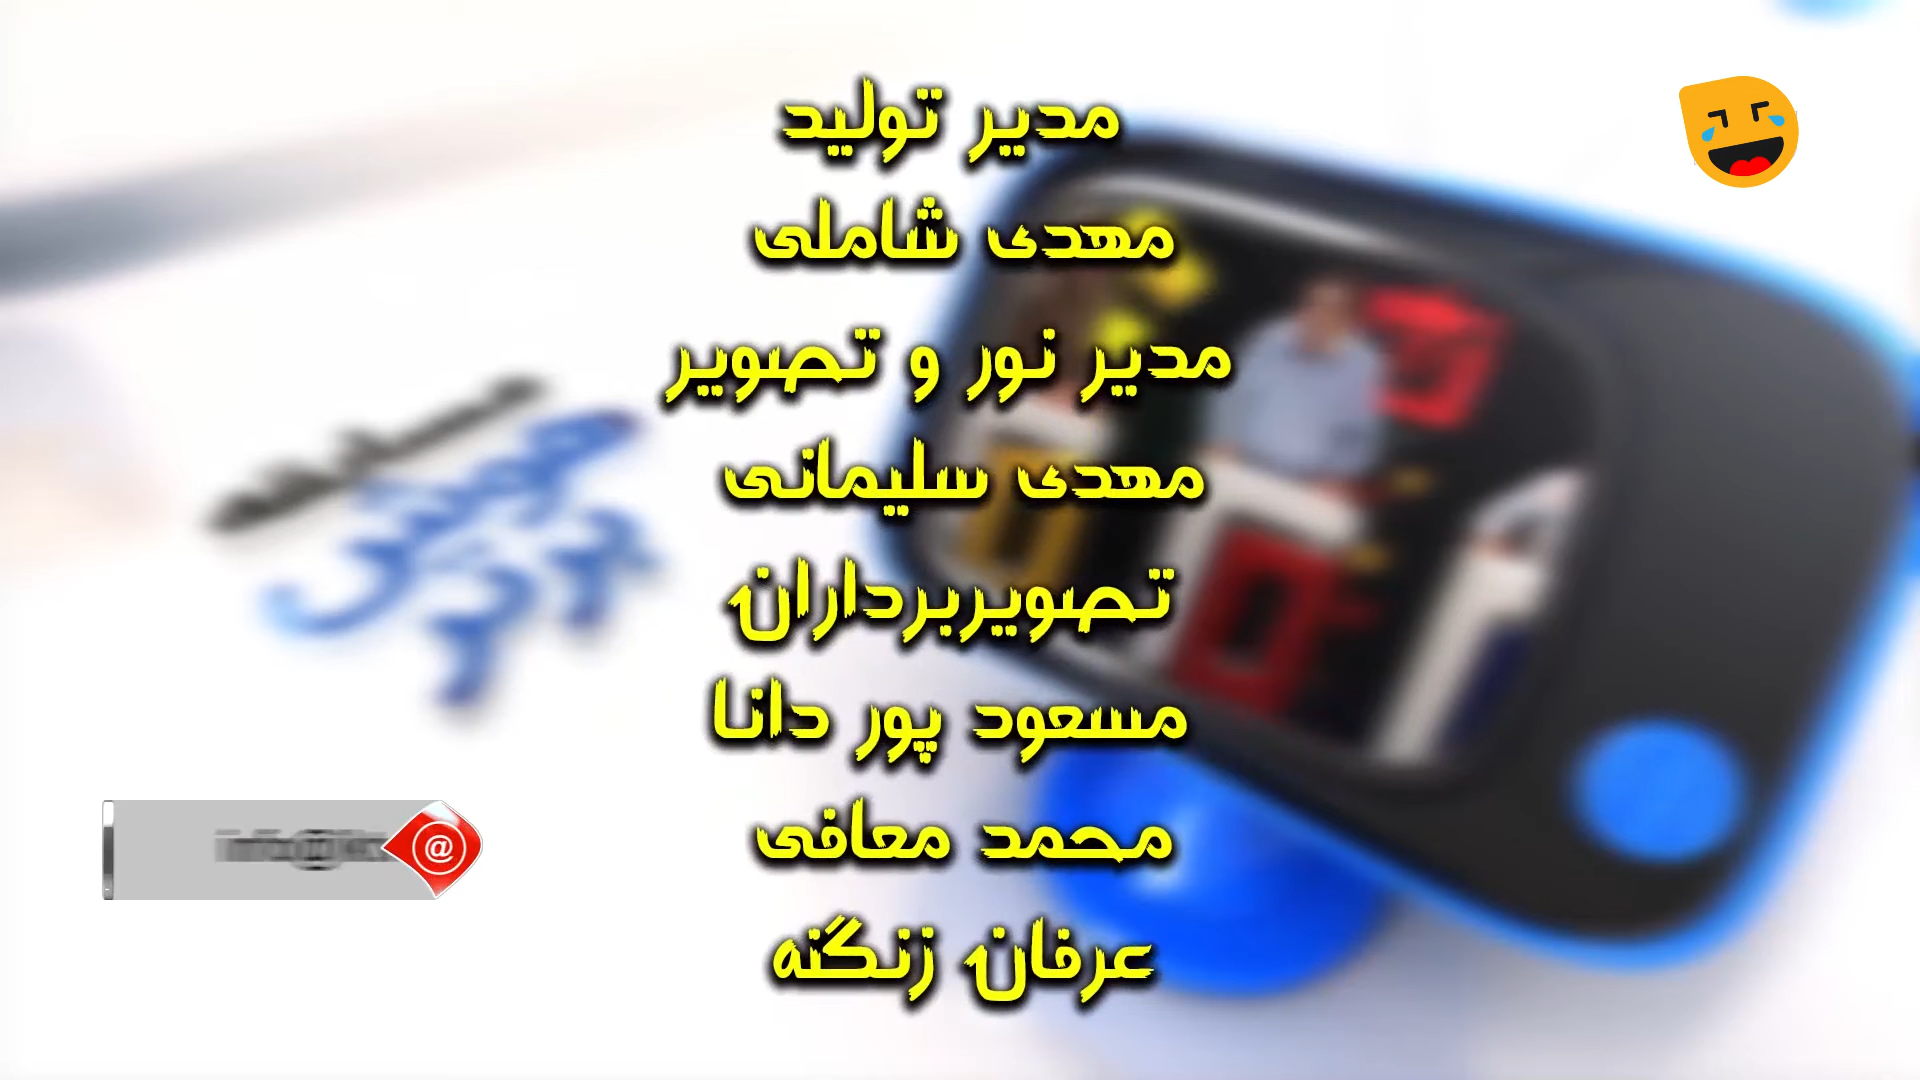 مدیر تولید
مهدی شاملی
مدیر نور و تصویر
مهدی سلیمانی
تصویربرداران
مسعود پور دانا
محمد معافی
عرفان زنگنه
@